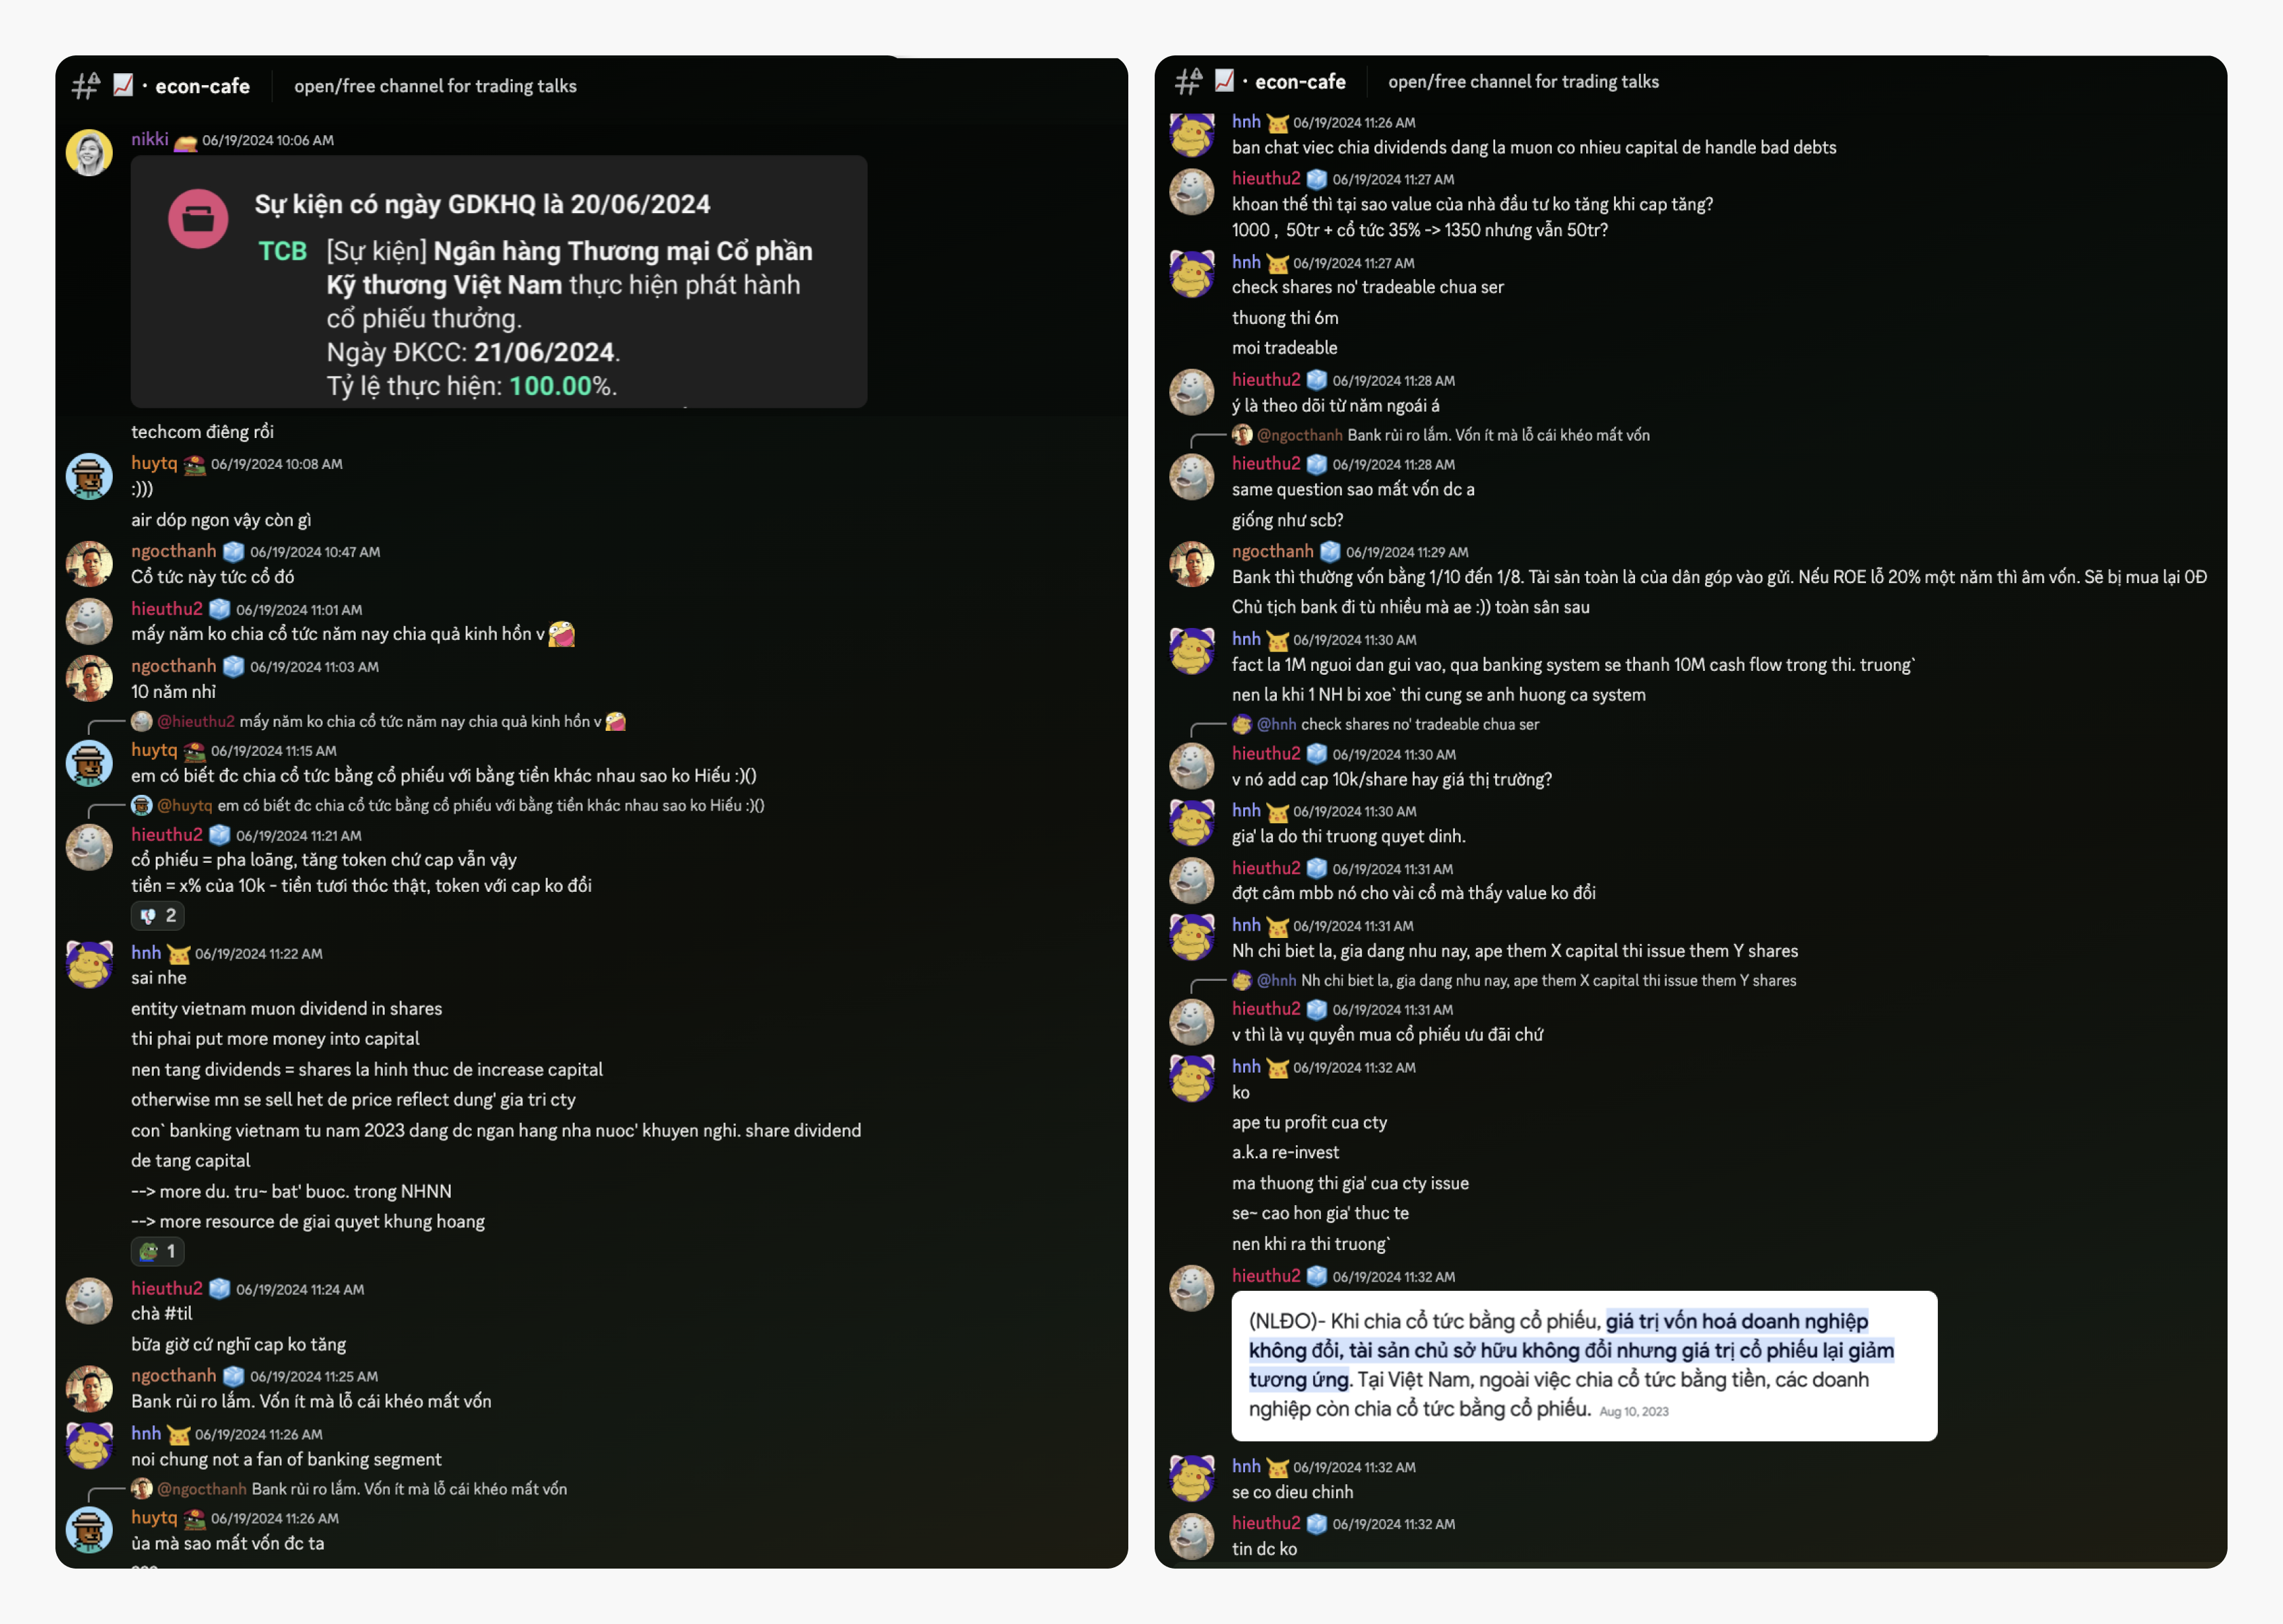 econ-cafe open/free channel for trading talks
nikki 06/19/2024 10:06 AM
Sự kiện có ngày GDKHQ là 20/06/2024
TCB [Sự kiện] Ngân hàng Thương mại Cổ phần
Kỹ thương Việt Nam thực hiện phát hành
cổ phiếu thưởng.
Ngày ĐKCC: 21/06/2024.
Tỷ lệ thực hiện: 100.00%.
techcom điêng rồi
huytq 06/19/2024 10:08 AM
:)))
air dóp ngon vậy còn gì
ngocthanh 06/19/2024 10:47 AM
Cổ tức này tức cổ đó
hieuthu2 06/19/2024 11:01 AM
mấy năm ko chia cổ tức năm nay chia quả kinh hồn v
ngocthanh 06/19/2024 11:03 AM
10 năm nhỉ
@hieuthu2 mấy năm ko chia cổ tức năm nay chia quả kinh hồn v
huytq 06/19/2024 11:15 AM
em có biết đc chia cổ tức bằng cổ phiếu với bằng tiền khác nhau sao ko Hiếu :)()
@huytq em có biết đc chia cổ tức bằng cổ phiếu với bằng tiền khác nhau sao ko Hiếu :)()
hieuthu2 06/19/2024 11:21 AM
cổ phiếu = pha loãng, tăng token chứ cap vẫn vậy
tiền = x% của 10k - tiền tươi thóc thật, token với cap ko đổi
2
hnh 06/19/2024 11:22 AM
sai nhe
entity vietnam muon dividend in shares
thi phai put more money into capital
nen tang dividends = shares la hinh thuc de increase capital
otherwise mn se sell het de price reflect dung' gia tri cty
con` banking vietnam tu nam 2023 dang dc ngan hang nha nuoc' khuyen nghi. share dividend
de tang capital
--> more du. tru~ bat' buoc. trong NHNN
--> more resource de giai quyet khung hoang
1
hieuthu2 06/19/2024 11:24 AM
chà #til
bữa giờ cứ nghĩ cap ko tăng
ngocthanh 06/19/2024 11:25 AM
Bank rủi ro lắm. Vốn ít mà lỗ cái khéo mất vốn
hnh 06/19/2024 11:26 AM
noi chung not a fan of banking segment
@ngocthanh Bank rủi ro lắm. Vốn ít mà lỗ cái khéo mất vốn
huytq 06/19/2024 11:26 AM
ủa mà sao mất vốn đc ta
econ-cafe open/free channel for trading talks
hnh 06/19/2024 11:26 AM
ban chat viec chia dividends dang la muon co nhieu capital de handle bad debts
hieuthu2 06/19/2024 11:27 AM
khoan thế thì tại sao value của nhà đầu tư ko tăng khi cap tăng?
1000 , 50tr + cổ tức 35% -> 1350 nhưng vẫn 50tr?
hnh 06/19/2024 11:27 AM
check shares no' tradeable chua ser
thuong thi 6m
moi tradeable
hieuthu2 06/19/2024 11:28 AM
ý là theo dõi từ năm ngoái á
@ngocthanh Bank rủi ro lắm. Vốn ít mà lỗ cái khéo mất vốn
hieuthu2 06/19/2024 11:28 AM
same question sao mất vốn dc a
giống như scb?
ngocthanh 06/19/2024 11:29 AM
Bank thì thường vốn bằng 1/10 đến 1/8. Tài sản toàn là của dân góp vào gửi. Nếu ROE lỗ 20% một năm thì âm vốn. Sẽ bị mua lại 0Đ
Chủ tịch bank đi tù nhiều mà ae :)) toàn sân sau
hnh 06/19/2024 11:30 AM
fact la 1M nguoi dan gui vao, qua banking system se thanh 10M cash flow trong thi. truong`
nen la khi 1 NH bi xoe` thi cung se anh huong ca system
@hnh check shares no' tradeable chua ser
hieuthu2 06/19/2024 11:30 AM
v nó add cap 10k/share hay giá thị trường?
hnh 06/19/2024 11:30 AM
gia' la do thi truong quyet dinh.
hieuthu2 06/19/2024 11:31 AM
đợt câm mbb nó cho vài cổ mà thấy value ko đổi
hnh 06/19/2024 11:31 AM
Nh chi biet la, gia dang nhu nay, ape them X capital thi issue them Y shares
@hnh Nh chi biet la, gia dang nhu nay, ape them X capital thi issue them Y shares
hieuthu2 06/19/2024 11:31 AM
v thì là vụ quyền mua cổ phiếu ưu đãi chứ
hnh 06/19/2024 11:32 AM
ko
ape tu profit cua cty
a.k.a re-invest
ma thuong thi gia' cua cty issue
se~ cao hon gia' thuc te
nen khi ra thi truong`
hieuthu2 06/19/2024 11:32 AM
(NLĐO)- Khi chia cổ tức bằng cổ phiếu, giá trị vốn hoá doanh nghiệp
không đổi, tài sản chủ sở hữu không đổi nhưng giá trị cổ phiếu lại giảm
tương ứng. Tại Việt Nam, ngoài việc chia cổ tức bằng tiền, các doanh
nghiệp còn chia cổ tức bằng cổ phiếu. Aug 10, 2023
hnh 06/19/2024 11:32 AM
se co dieu chinh
hieuthu2 06/19/2024 11:32 AM
tin dc ko